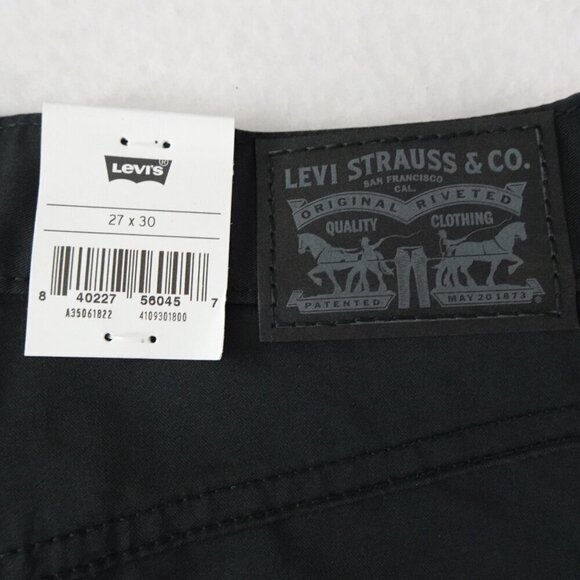 Levi's®
27 x 30
8 40227 56045 7
A35061822 4109301800
LEVI STRAUSS & CO.
SAN FRANCISCO
CAL.
ORIGINAL RIVETED
QUALITY CLOTHING
PATENTED MAY 20 1873